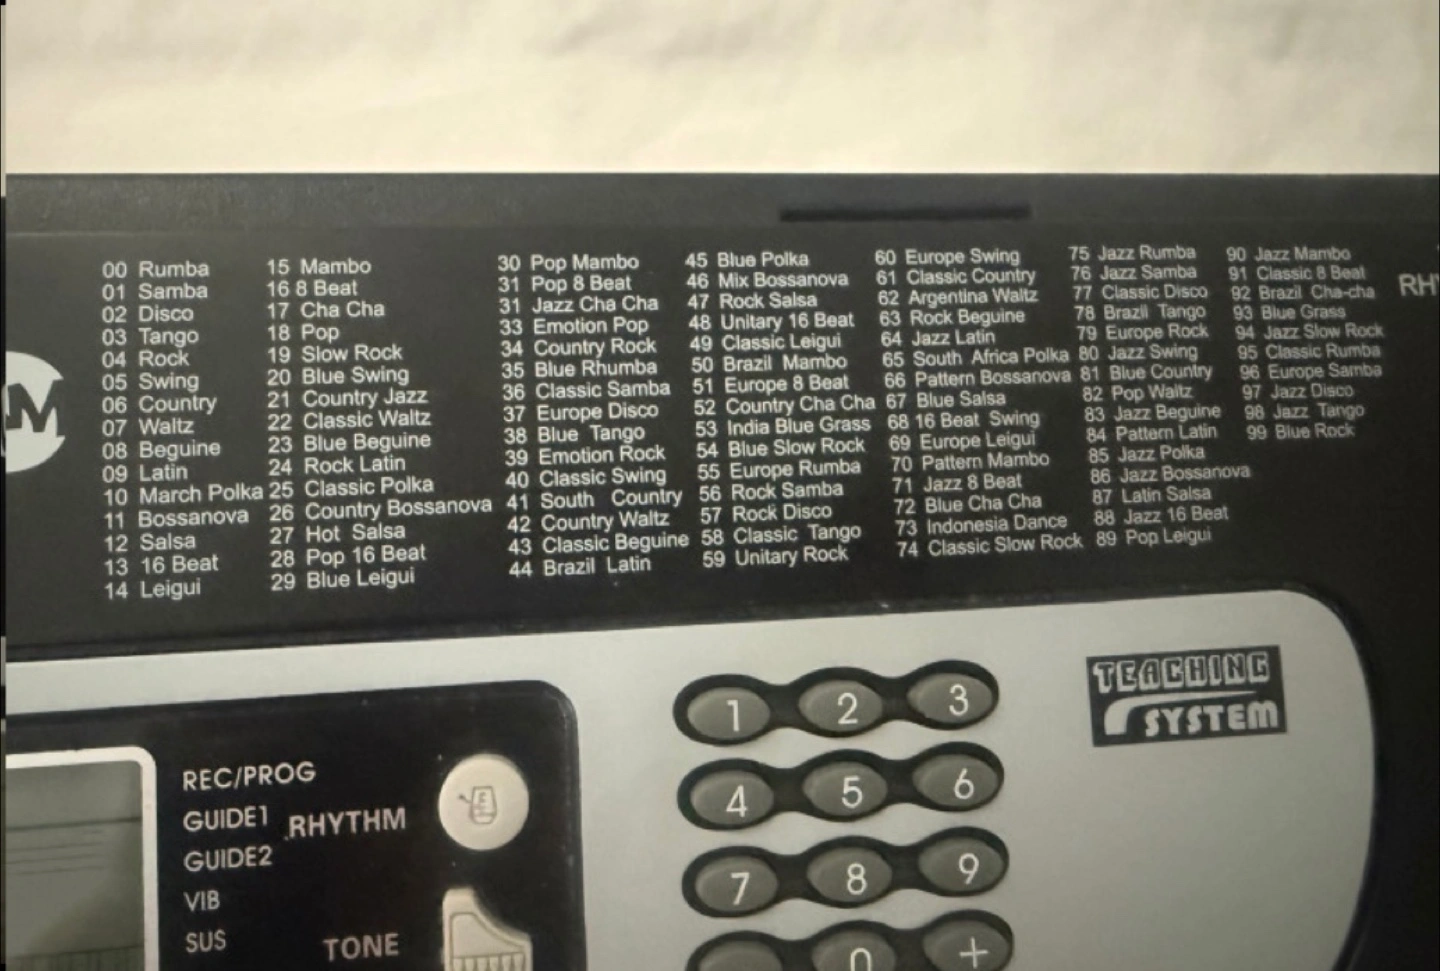 00 Rumba
01 Samba
02 Disco
03 Tango
04 Rock
05 Swing
06 Country
07 Waltz
08 Beguine
09 Latin
10 March Polka
11 Bossanova
12 Salsa
13 16 Beat
14 Leigui
15 Mambo
16 8 Beat
17 Cha Cha
18 Pop
19 Slow Rock
20 Blue Swing
21 Country Jazz
22 Classic Waltz
23 Blue Beguine
24 Rock Latin
25 Classic Polka
26 Country Bossanova
27 Hot Salsa
28 Pop 16 Beat
29 Blue Leigui
30 Pop Mambo
31 Pop 8 Beat
31 Jazz Cha Cha
33 Emotion Pop
34 Country Rock
35 Blue Rhumba
36 Classic Samba
37 Europe Disco
38 Blue Tango
39 Emotion Rock
40 Classic Swing
41 South Country
42 Country Waltz
43 Classic Beguine
44 Brazil Latin
45 Blue Polka
46 Mix Bossanova
47 Rock Salsa
48 Unitary 16 Beat
49 Classic Leigui
50 Brazil Mambo
51 Europe 8 Beat
52 Country Cha Cha
53 India Blue Grass
54 Blue Slow Rock
55 Europe Rumba
56 Rock Samba
57 Rock Disco
58 Classic Tango
59 Unitary Rock
60 Europe Swing
61 Classic Country
62 Argentina Waltz
63 Rock Beguine
64 Jazz Latin
65 South Africa Polka
66 Pattern Bossanova
67 Blue Salsa
68 16 Beat Swing
69 Europe Leigui
70 Pattern Mambo
71 Jazz 8 Beat
72 Blue Cha Cha
73 Indonesia Dance
74 Classic Slow Rock
75 Jazz Rumba
76 Jazz Samba
77 Classic Disco
78 Brazil Tango
79 Europe Rock
80 Jazz Swing
81 Blue Country
82 Pop Waltz
83 Jazz Beguine
84 Pattern Latin
85 Jazz Polka
86 Jazz Bossanova
87 Latin Salsa
88 Jazz 16 Beat
89 Pop Leigui
90 Jazz Mambo
91 Classic 8 Beat
92 Brazil Cha-cha
93 Blue Grass
94 Jazz Slow Rock
95 Classic Rumba
96 Europe Samba
97 Jazz Disco
98 Jazz Tango
99 Blue Rock
REC/PROG
GUIDE1
GUIDE2
VIB
SUS
RHYTHM
TONE
1 2 3
4 5 6
7 8 9
0 +
TEACHING
SYSTEM